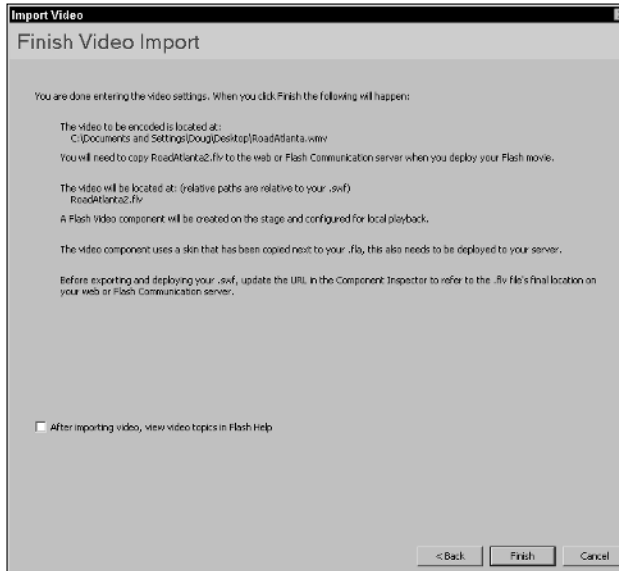 Import Video
Finish Video Import
You are done entering the video settings. When you click Finish the following will happen:
The video to be encoded is located at:
C:\Documents and Settings\Doug\Desktop\RoadAtlanta.wmv
You will need to copy RoadAtlanta2.flv to the web or Flash Communication server when you deploy your Flash movie.
The video will be located at: (relative paths are relative to your .swf)
RoadAtlanta2.flv
A Flash Video component will be created on the stage and configured for local playback.
The video component uses a skin that has been copied next to your .fla, this also needs to be deployed to your server.
Before exporting and deploying your .swf, update the URL in the Component Inspector to refer to the .flv file's final location on
your web or Flash Communication server.
After importing video, view video topics in Flash Help
< Back
Finish
Cancel